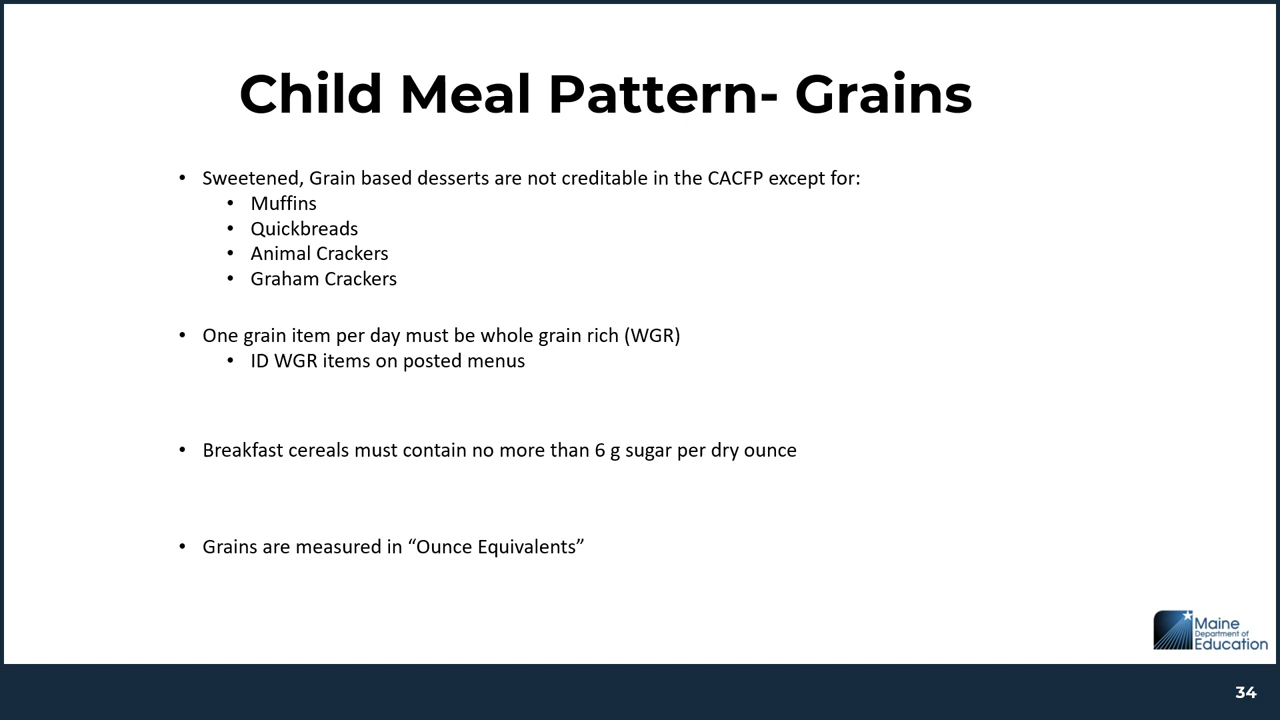 Child Meal Pattern- Grains
• Sweetened, Grain based desserts are not creditable in the CACFP except for:
• Muffins
• Quickbreads
• Animal Crackers
• Graham Crackers
• One grain item per day must be whole grain rich (WGR)
• ID WGR items on posted menus
• Breakfast cereals must contain no more than 6 g sugar per dry ounce
• Grains are measured in “Ounce Equivalents”
Maine
Department of
Education
34